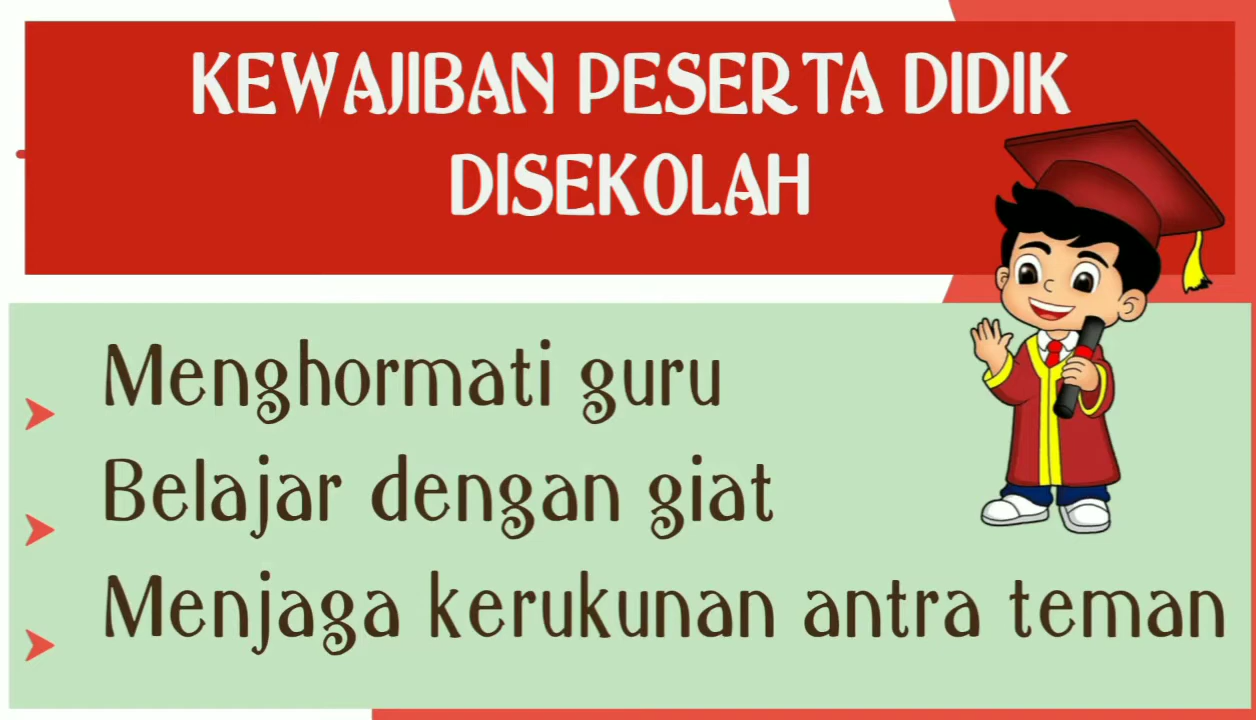 KEWAJIBAN PESERTA DIDIK
DISEKOLAH
Menghormati guru
Belajar dengan giat
Menjaga kerukunan antra teman